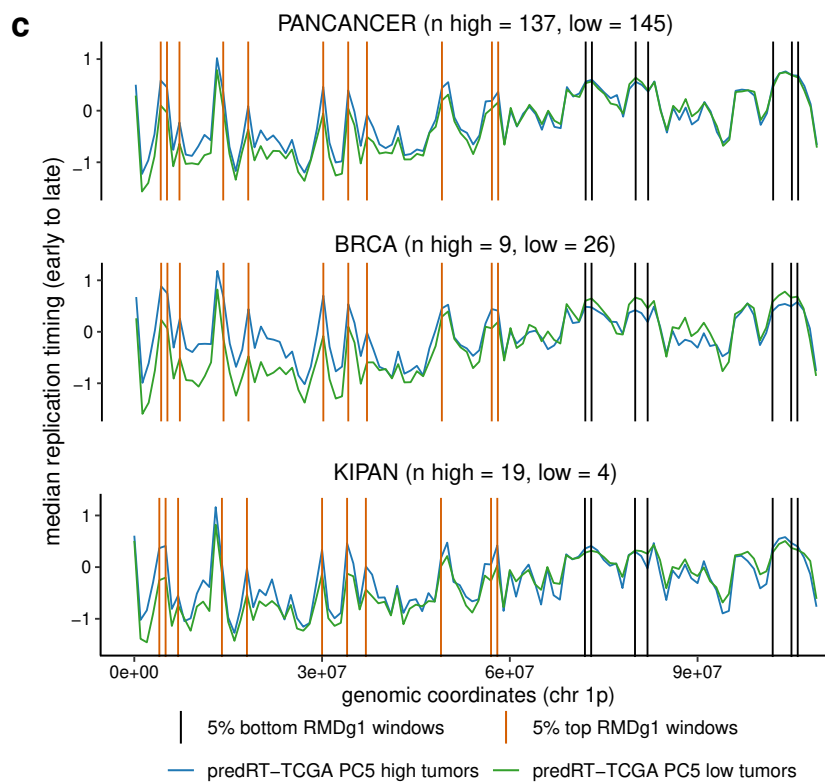 c
PANCANCER (n high = 137, low = 145)
1
0
−1
BRCA (n high = 9, low = 26)
1
0
−1
KIPAN (n high = 19, low = 4)
1
0
−1
median replication timing (early to late)
0e+00 3e+07 6e+07 9e+07
genomic coordinates (chr 1p)
5% bottom RMDg1 windows 5% top RMDg1 windows
predRT−TCGA PC5 high tumors predRT−TCGA PC5 low tumors